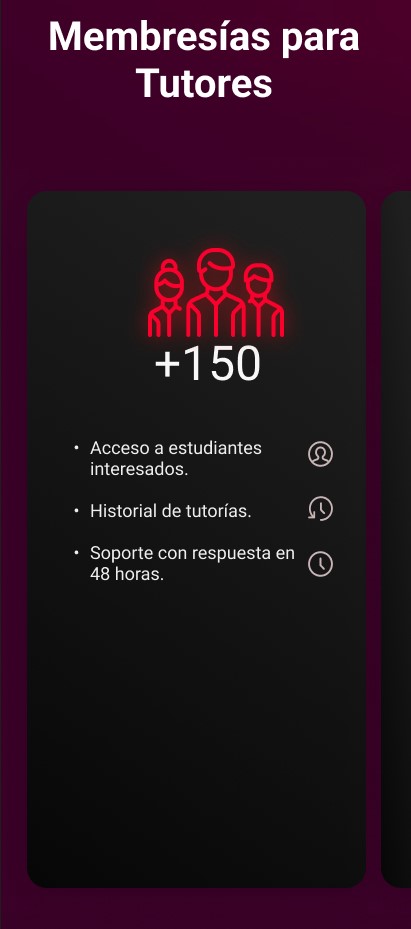 Membresías para
Tutores
+150
• Acceso a estudiantes
interesados.
• Historial de tutorías.
• Soporte con respuesta en
48 horas.